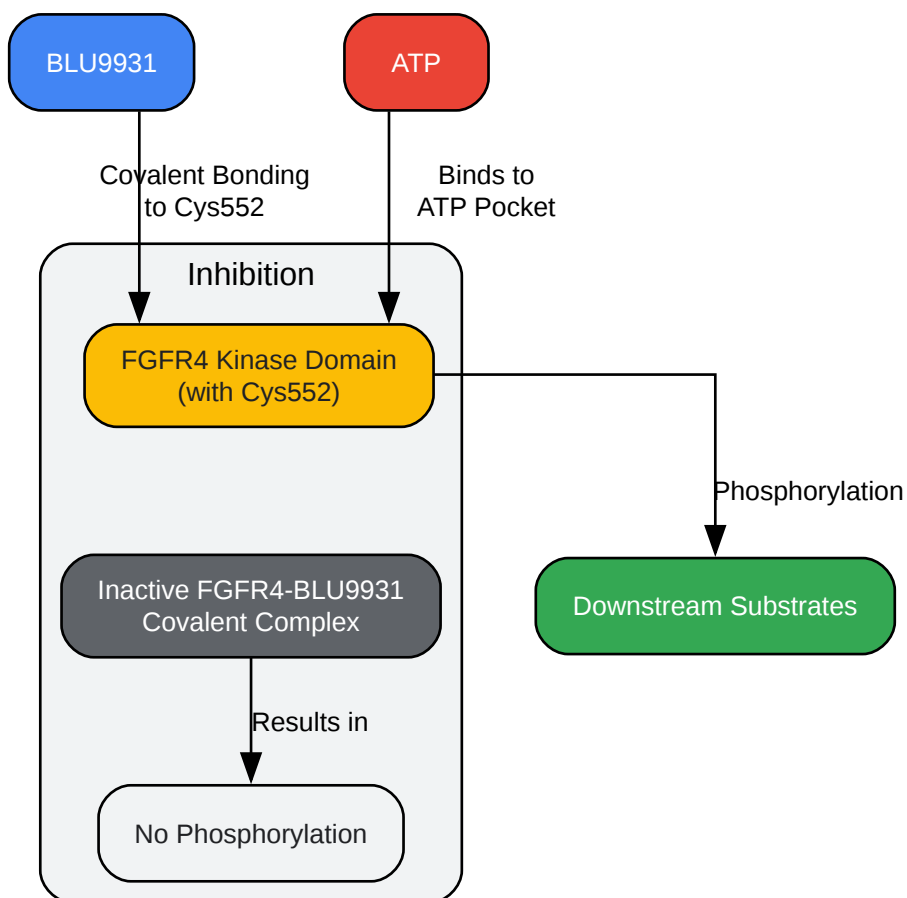 BLU9931
ATP
Covalent Bonding
to Cys552
Binds to
ATP Pocket
Inhibition
FGFR4 Kinase Domain
(with Cys552)
Phosphorylation
Inactive FGFR4-BLU9931
Covalent Complex
Downstream Substrates
Results in
No Phosphorylation